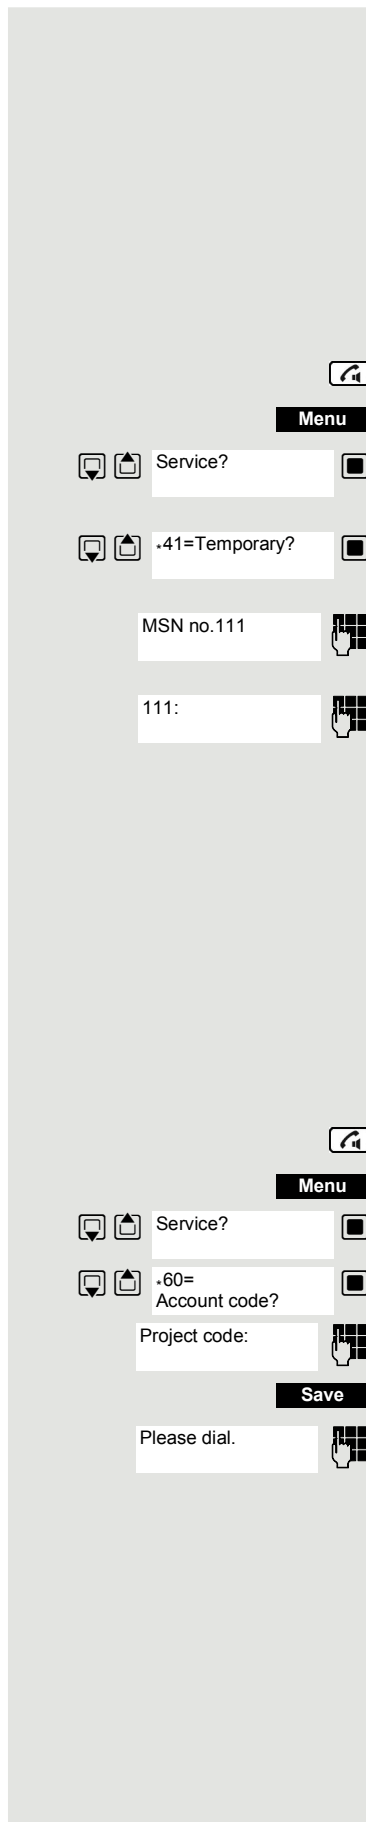 Menu
Service?
*41=Temporary?
MSN no.111
111:
Menu
Service?
*60=
Account code?
Project code:
Save
Please dial.